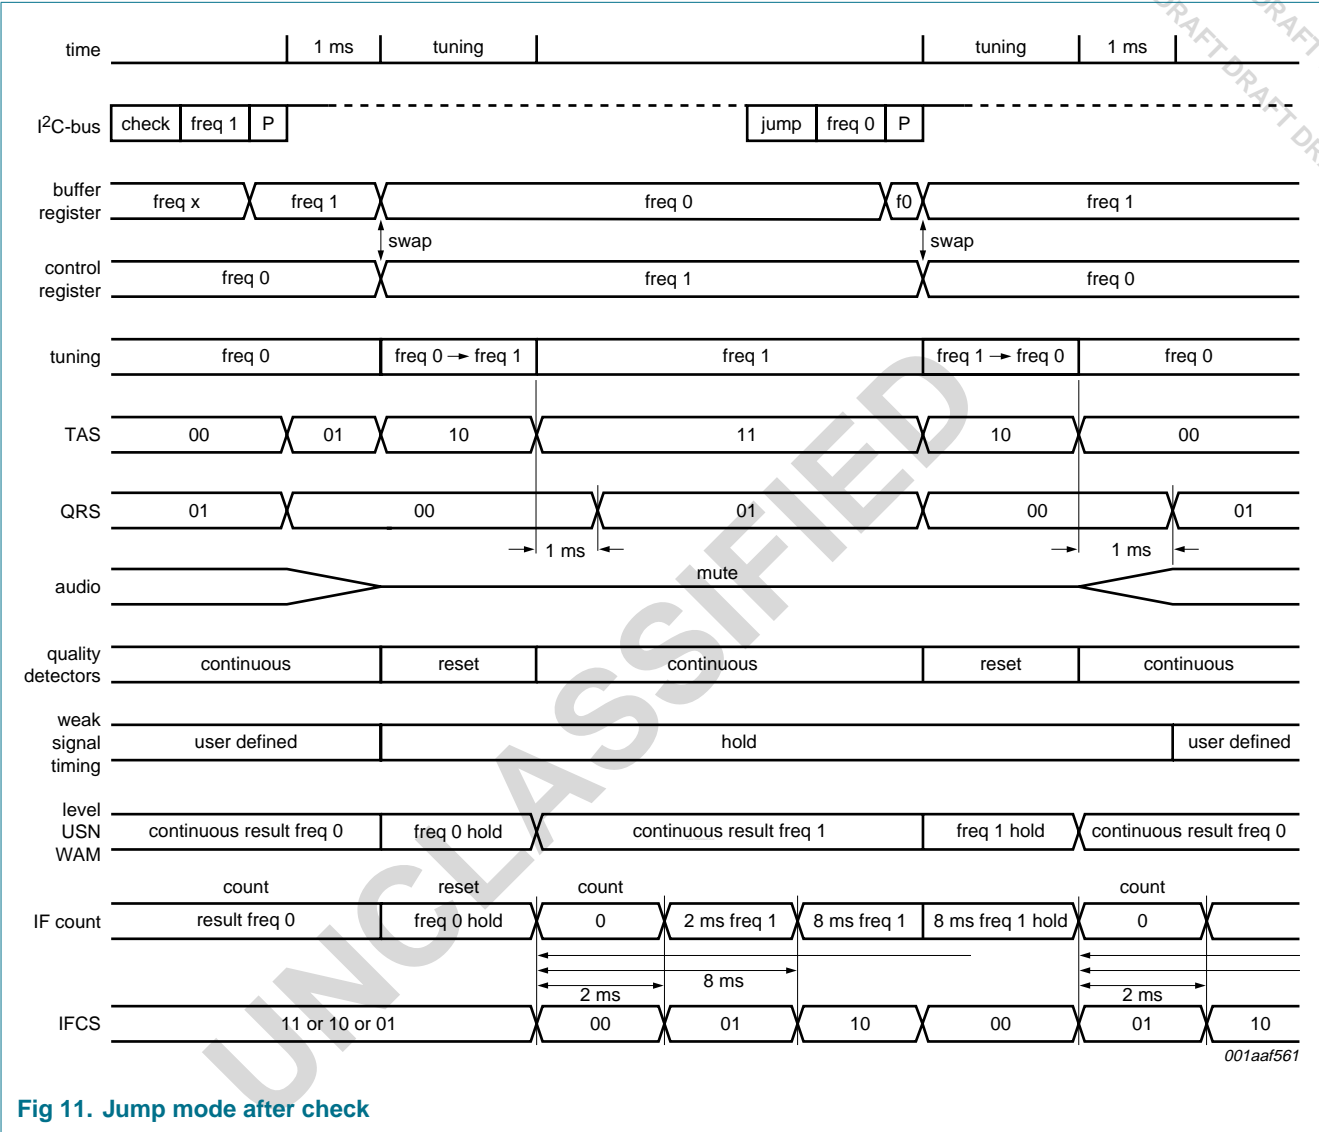 time 1 ms tuning tuning 1 ms
I2C-bus check freq 1 P jump freq 0 P
buffer
register freq x freq 1 freq 0 f0 freq 1
swap swap
control
register freq 0 freq 1 freq 0
tuning freq 0 → freq 1 freq 0 freq 1 freq 1 → freq 0 freq 0
TAS 00 01 10 11 10 00
QRS 01 00 01 00 01
1 ms 1 ms
audio mute
quality
detectors continuous reset continuous reset continuous
weak
signal
timing user defined hold user defined
level
USN
WAM continuous result freq 0 freq 0 hold continuous result freq 1 freq 1 hold continuous result freq 0
count reset count count
IF count result freq 0 freq 0 hold 0 2 ms freq 1 8 ms freq 1 8 ms freq 1 hold 0
8 ms
2 ms 2 ms
IFCS 11 or 10 or 01 00 01 10 00 01 10
001aaf561
Fig 11. Jump mode after check
UNCLASSIFIED
DRAFT
DRAFT
DRAFT